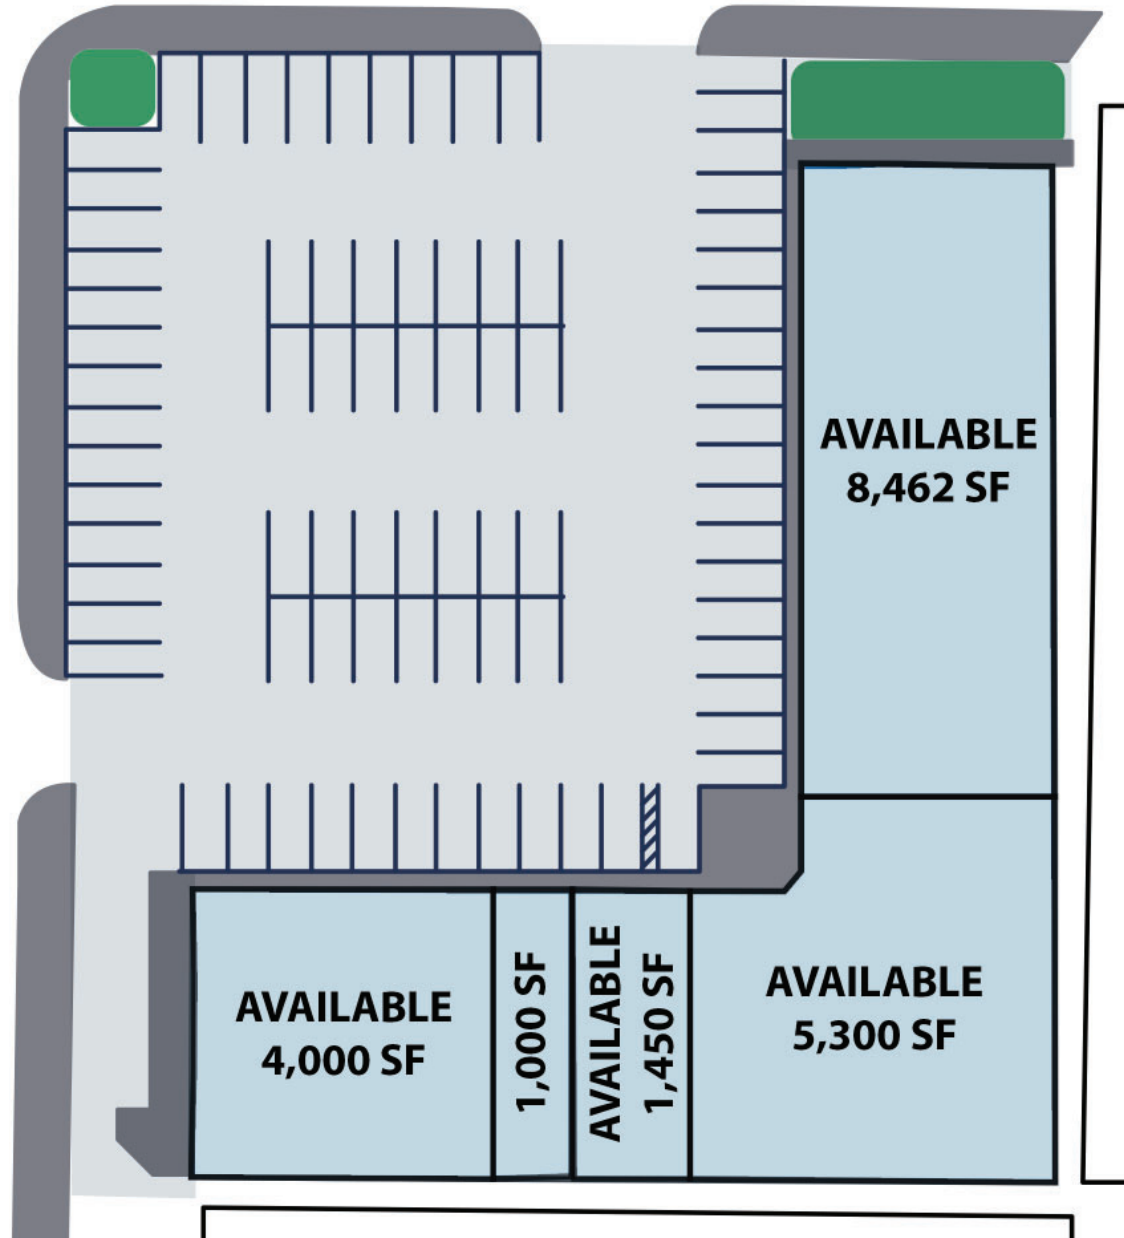 AVAILABLE
8,462 SF
AVAILABLE
4,000 SF
1,000 SF
AVAILABLE
1,450 SF
AVAILABLE
5,300 SF